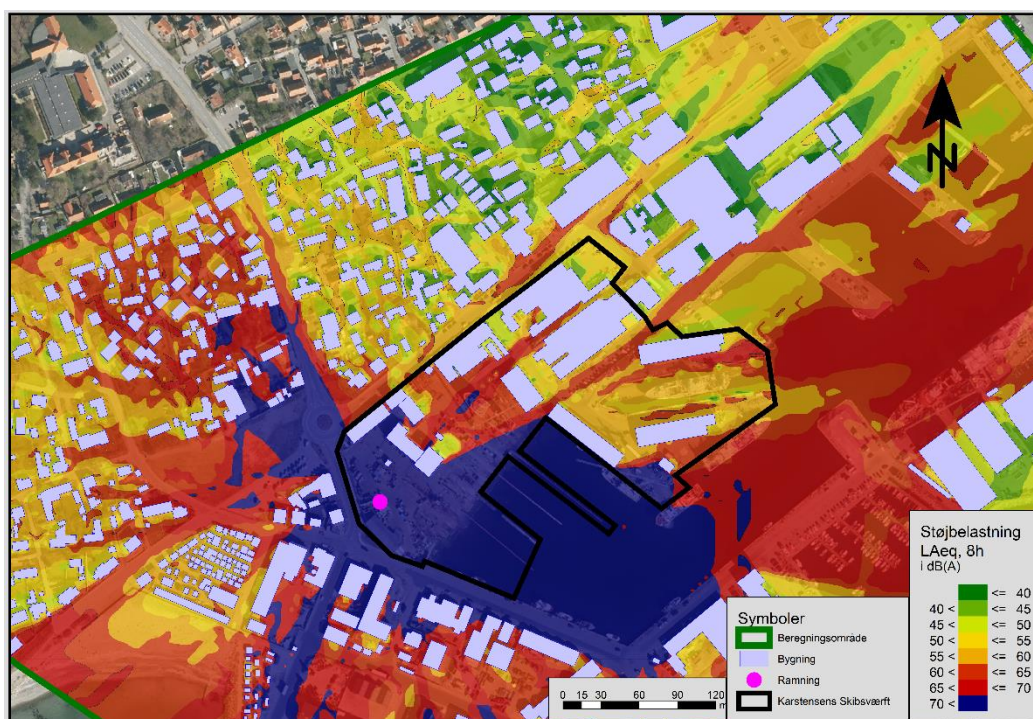 N
Støjbelastning
LAeq, 8h
i dB(A)
<= 40
40 < <= 45
45 < <= 50
50 < <= 55
55 < <= 60
60 < <= 65
65 < <= 70
70 <
Symboler
Beregningsområde
Bygning
Ramning
Karstensens Skibsværft
0 15 30 60 90 120
m